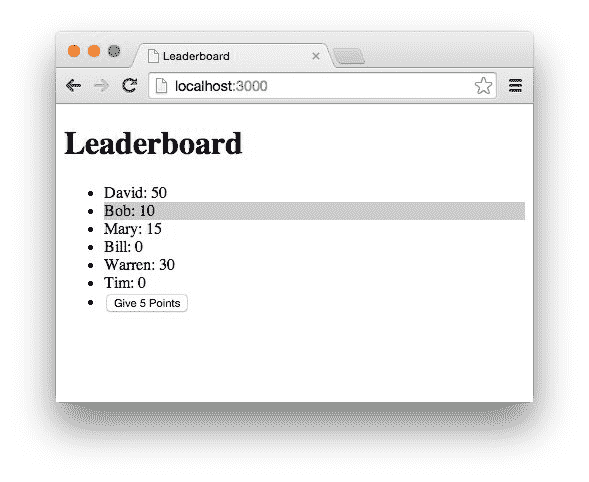 Leaderboard
localhost:3000
Leaderboard
David: 50
Bob: 10
Mary: 15
Bill: 0
Warren: 30
Tim: 0
Give 5 Points